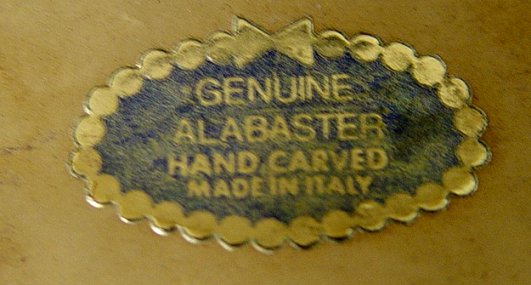 GENUINE
ALABASTER
HAND CARVED
MADE IN ITALY